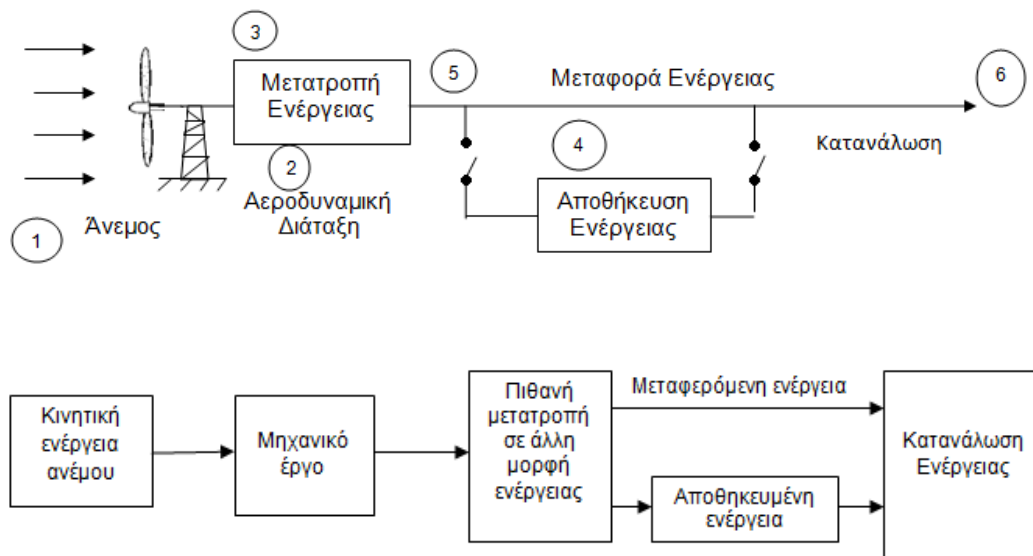 3
Μετατροπή
Ενέργειας
5
Μεταφορά Ενέργειας
6
2
4
Κατανάλωση
Αεροδυναμική
Διάταξη
Αποθήκευση
Ενέργειας
1
Άνεμος
Κινητική
ενέργεια
ανέμου
Μηχανικό
έργο
Πιθανή
μετατροπή
σε άλλη
μορφή
ενέργειας
Μεταφερόμενη ενέργεια
Αποθηκευμένη
ενέργεια
Κατανάλωση
Ενέργειας